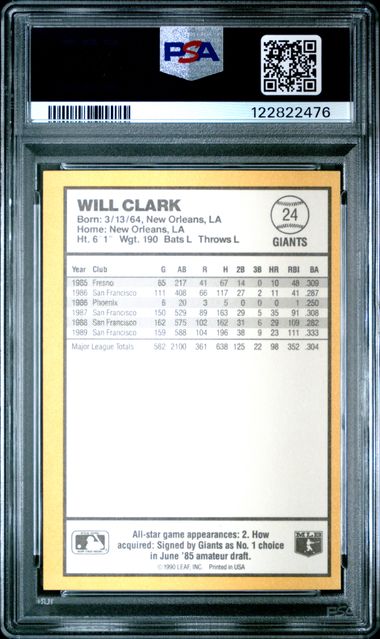 PSA
122822476
WILL CLARK
Born: 3/13/64, New Orleans, LA
Home: New Orleans, LA
Ht. 6'1" Wgt. 190 Bats L Throws L
24
GIANTS
Year Club G AB R H 2B 3B HR RBI BA
1985 Fresno 65 217 41 67 14 0 10 48 .309
1986 San Francisco 111 408 66 117 27 2 11 41 .287
1986 Phoenix 6 20 3 5 0 0 0 1 .250
1987 San Francisco 150 529 89 163 29 5 35 91 .308
1988 San Francisco 162 575 102 162 31 6 29 109 .282
1989 San Francisco 159 588 104 196 38 9 23 111 .333
Major League Totals 582 2100 361 638 125 22 98 352 .304
All-star game appearances: 2. How
acquired: Signed by Giants as No. 1 choice
in June '85 amateur draft.
© 1990 LEAF, INC. Printed in USA
MLB
PSA